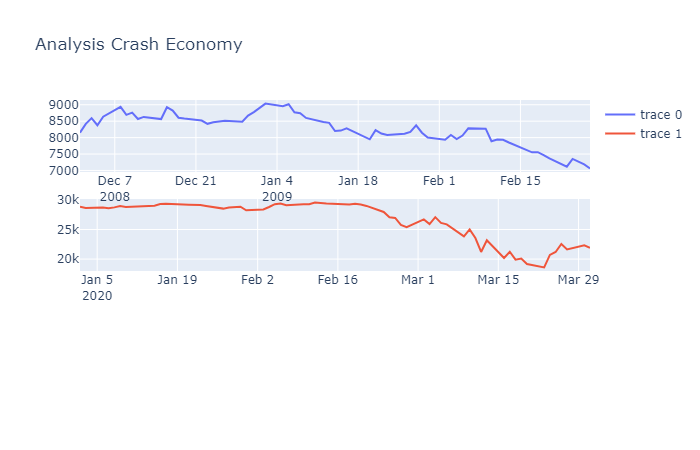 Analysis Crash Economy
9000
8500
8000
7500
7000
Dec 7
2008
Dec 21
Jan 4
2009
Jan 18
Feb 1
Feb 15
trace 0
trace 1
30k
25k
20k
Jan 5
2020
Jan 19
Feb 2
Feb 16
Mar 1
Mar 15
Mar 29